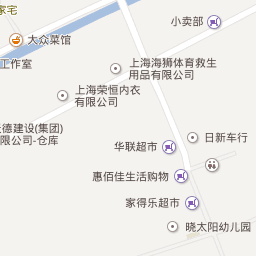 家宅
小卖部
大众菜馆
工作室
上海海狮体育救生
用品有限公司
上海荣恒内衣
有限公司
德建设(集团)
限公司-仓库
日新车行
华联超市
惠佰佳生活购物
家得乐超市
晓太阳幼儿园